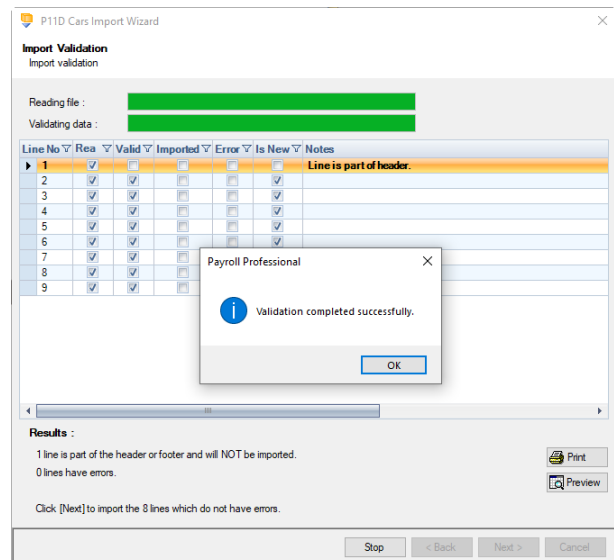 P11D Cars Import Wizard
Import Validation
Import validation
Reading file :
Validating data :
Line No Rea Valid Imported Error Is New Notes
1 Line is part of header.
2
3
4
5
6
7
8
9
Payroll Professional
Validation completed successfully.
OK
Results :
1 line is part of the header or footer and will NOT be imported.
0 lines have errors.
Print
Preview
Click [Next] to import the 8 lines which do not have errors.
Stop < Back Next > Cancel